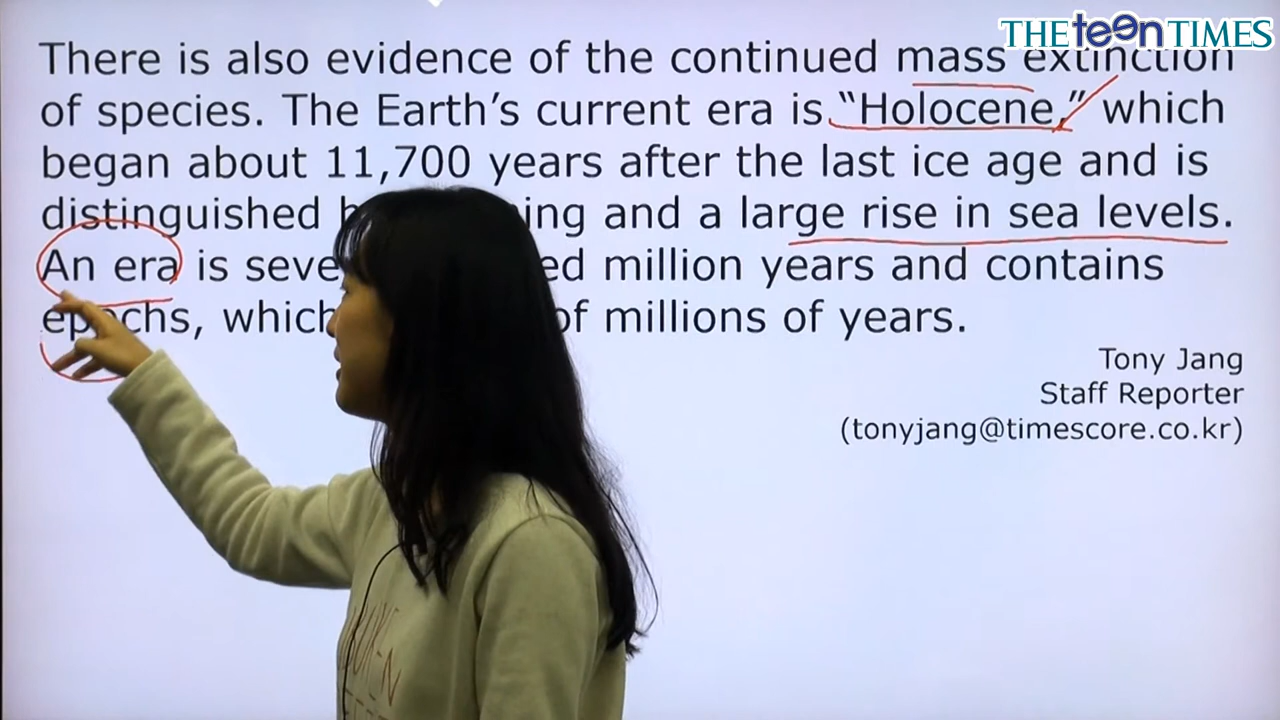 THE teen TIMES
There is also evidence of the continued mass extinction
of species. The Earth's current era is “Holocene,” which
began about 11,700 years after the last ice age and is
distinguished ing and a large rise in sea levels.
An era is ed million years and contains
epochs, which of millions of years.
Tony Jang
Staff Reporter
(tonyjang@timescore.co.kr)